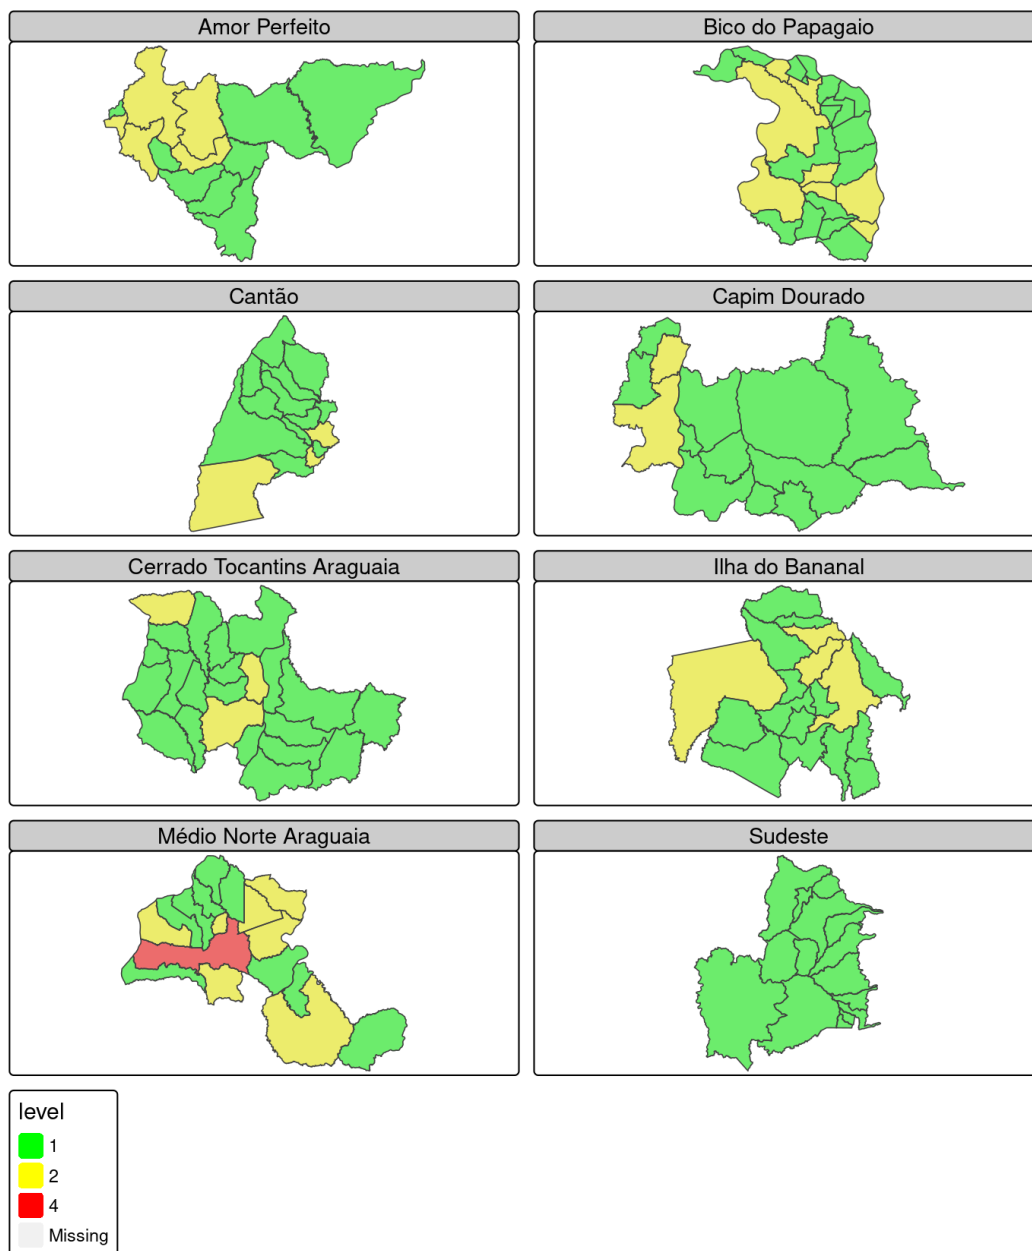 Amor Perfeito
Bico do Papagaio
Cantão
Capim Dourado
Cerrado Tocantins Araguaia
Ilha do Bananal
Médio Norte Araguaia
Sudeste
level
1
2
4
Missing